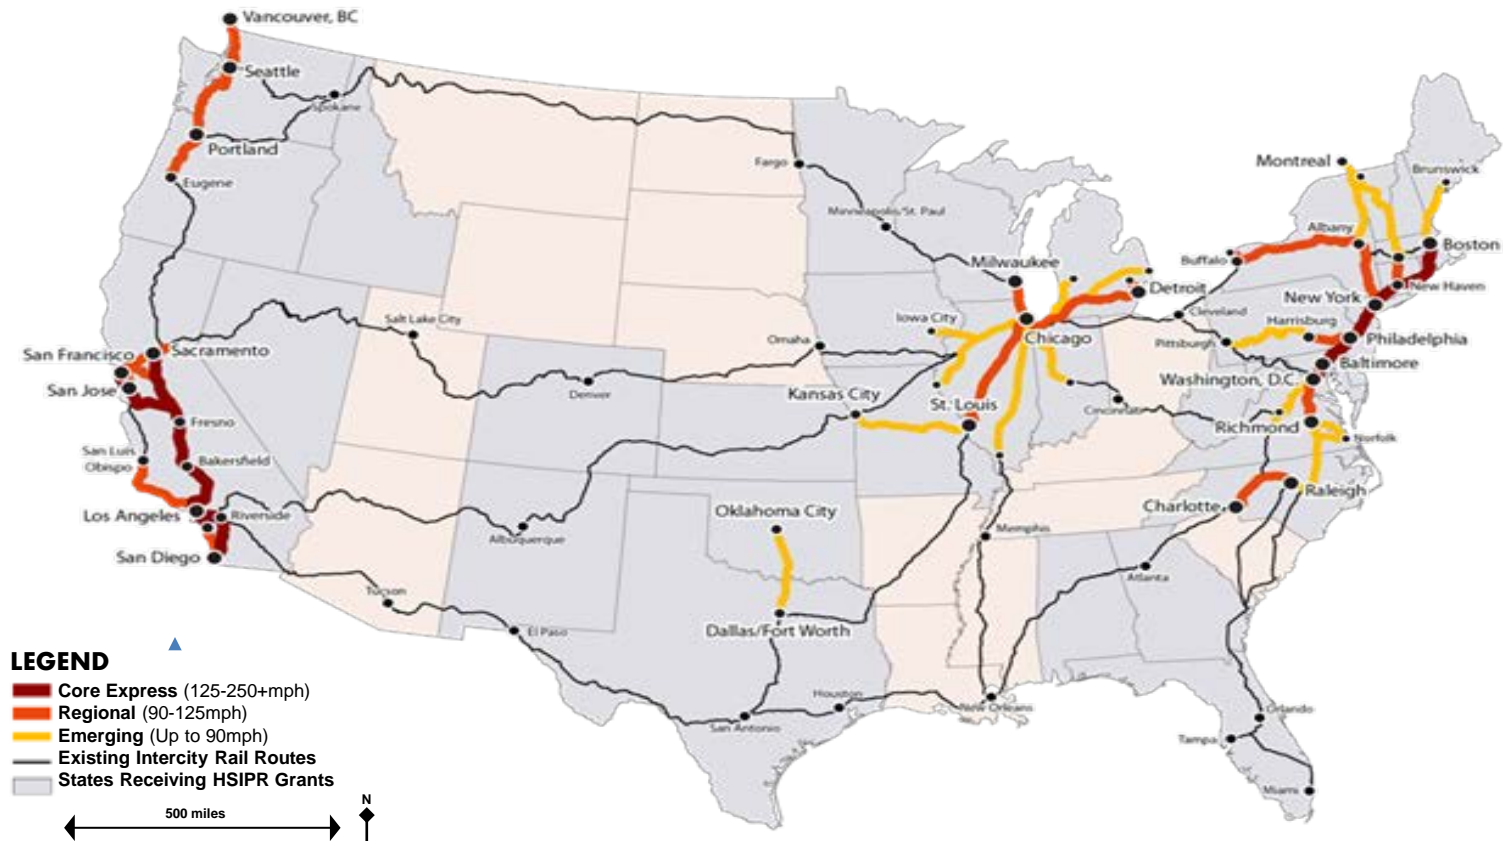 Vancouver, BC
Seattle
Spokane
Portland
Eugene
Fargo
Minneapolis/St. Paul
Milwaukee
Detroit
Montreal
Brunswick
Albany
Boston
Buffalo
New Haven
New York
Cleveland
Harrisburg
Iowa City
Chicago
Pittsburgh
Philadelphia
Salt Lake City
Omaha
Baltimore
San Francisco
Sacramento
Washington, D.C.
San Jose
Denver
Kansas City
St. Louis
Cincinnati
Fresno
Richmond
Norfolk
San Luis
Obispo
Bakersfield
Raleigh
Los Angeles
Riverside
Oklahoma City
Charlotte
Albuquerque
Memphis
San Diego
Atlanta
Tucson
El Paso
Dallas/Fort Worth
Houston
New Orleans
San Antonio
Orlando
Tampa
Miami
LEGEND
Core Express (125-250+mph)
Regional (90-125mph)
Emerging (Up to 90mph)
Existing Intercity Rail Routes
States Receiving HSIPR Grants
500 miles
N